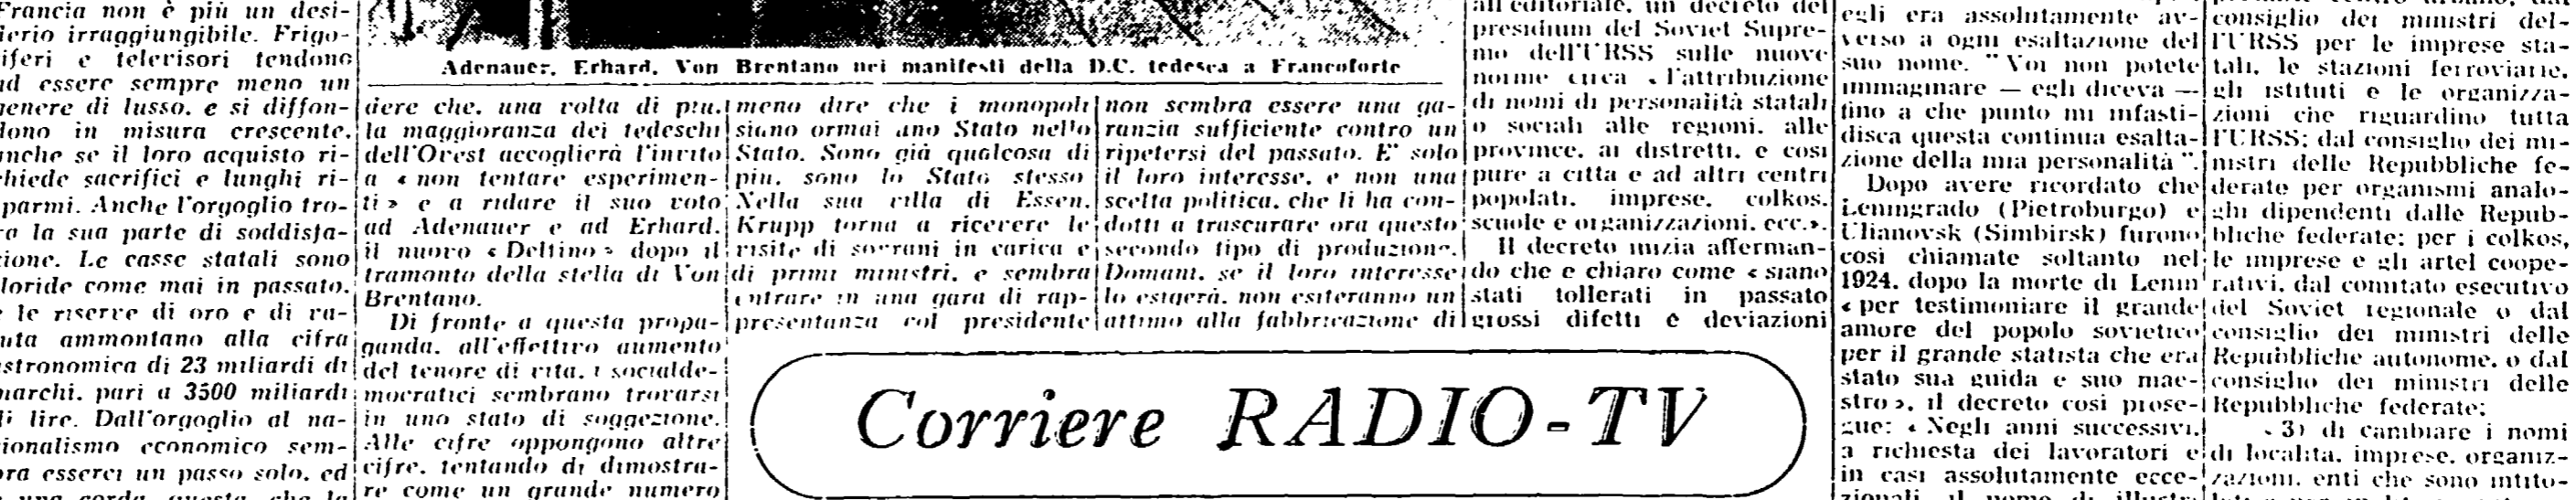 Francia non è più un desi-
derio irraggiungibile. Frigo-
riferi e televisori tendono
ad essere sempre meno un
genere di lusso, e si diffon-
dono in misura crescente,
anche se il loro acquisto ri-
chiede sacrifici e lunghi ri-
sparmi. Anche l'orgoglio tro-
va la sua parte di soddisfa-
zione. Le casse statali sono
floride come mai in passato,
e le riserve di oro e di va-
luta ammontano alla cifra
astronomica di 23 miliardi di
marchi, pari a 3500 miliardi
di lire. Dall'orgoglio al na-
zionalismo economico sem-
bra esserci un passo solo, ed
Adenauer, Erhard, Von Brentano nei manifesti della D.C. tedesca a Francoforte
dere che, una volta di più,
la maggioranza dei tedeschi
dell'Ovest accoglierà l'invito
a « non tentare esperimen-
ti » e a ridare il suo voto
ad Adenauer e ad Erhard,
il nuovo « Delfino » dopo il
tramonto della stella di Von
Brentano.
Di fronte a questa propa-
ganda, all'effettivo aumento
del tenore di vita, i socialde-
mocratici sembrano trovarsi
in uno stato di soggezione.
Alle cifre oppongono altre
cifre, tentando di dimostra-
re come un grande numero
meno dire che i monopoli
siano ormai uno Stato nello
Stato. Sono già qualcosa di
più, sono lo Stato stesso
Nella sua villa di Essen,
Krupp torna a ricevere le
visite di sovrani in carica e
di primi ministri, e sembra
entrare in una gara di rap-
presentanza col presidente
non sembra essere una ga-
ranzia sufficiente contro un
ripetersi del passato. E' solo
il loro interesse, e non una
scelta politica, che li ha con-
dotti a trascurare ora questo
secondo tipo di produzione.
Domani, se il loro interesse
lo esigerà, non esiteranno un
attimo alla fabbricazione di
all'editoriale, un decreto del
presidium del Soviet Supre-
mo dell'URSS sulle nuove
norme circa « l'attribuzione
di nomi di personalità statali
o sociali alle regioni, alle
province, ai distretti, e così
pure a città e ad altri centri
popolati, imprese, colkos,
scuole e organizzazioni, ecc.».
Il decreto inizia afferman-
do che è chiaro come « siano
stati tollerati in passato
grossi difetti e deviazioni
Corriere RADIO-TV
egli era assolutamente av-
verso a ogni esaltazione del
suo nome. " Voi non potete
immaginare — egli diceva —
fino a che punto mi infasti-
disca questa continua esalta-
zione della mia personalità ".
Dopo avere ricordato che
Leningrado (Pietroburgo) e
Ulianovsk (Simbirsk) furono
così chiamate soltanto nel
1924, dopo la morte di Lenin
« per testimoniare il grande
amore del popolo sovietico
per il grande statista che era
stato sua guida e suo mae-
stro », il decreto così prose-
gue: « Negli anni successivi,
a richiesta dei lavoratori e
in casi assolutamente ecce-
consiglio dei ministri del-
l'URSS per le imprese sta-
tali, le stazioni ferroviarie,
gli istituti e le organizza-
zioni che riguardino tutta
l'URSS; dal consiglio dei mi-
nistri delle Repubbliche fe-
derate per organismi analo-
ghi dipendenti dalle Repub-
bliche federate; per i colkos,
le imprese e gli artel coope-
rativi, dal comitato esecutivo
del Soviet regionale o dal
consiglio dei ministri delle
Repubbliche autonome, o dal
consiglio dei ministri delle
Repubbliche federate;
« 3) di cambiare i nomi
di località, imprese, organiz-
zazioni, enti che sono intito-